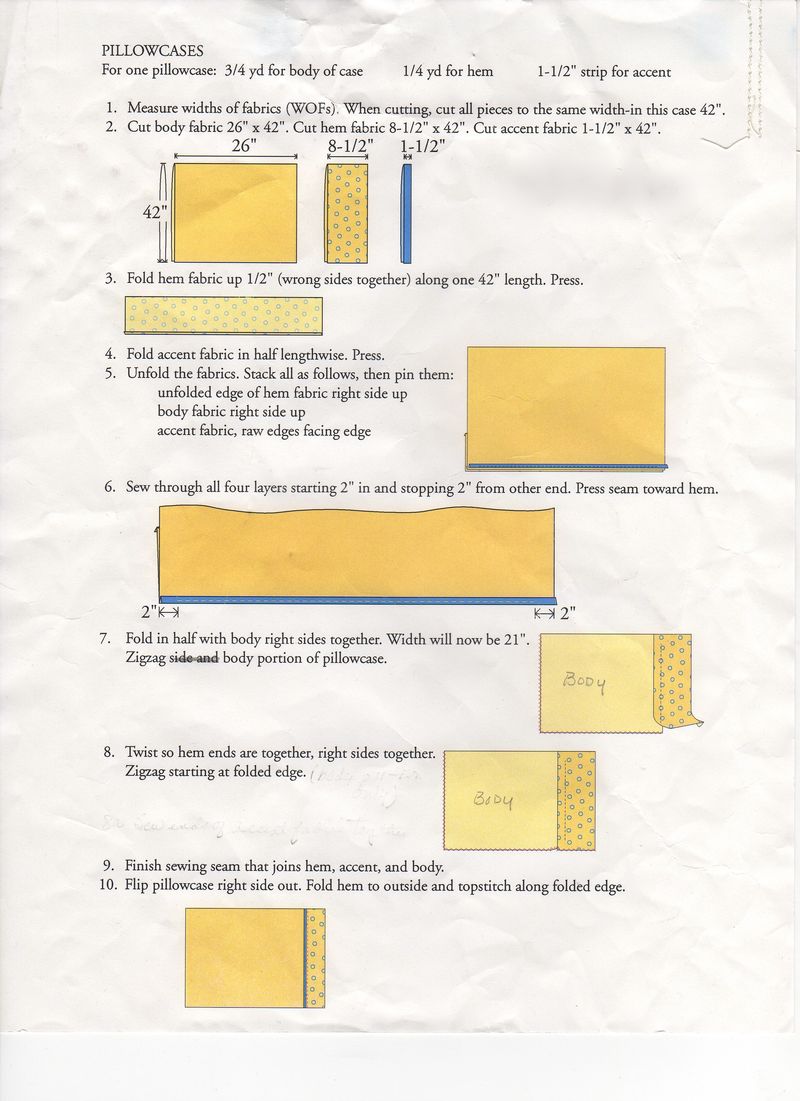 PILLOWCASES
For one pillowcase: 3/4 yd for body of case 1/4 yd for hem 1-1/2" strip for accent
1. Measure widths of fabrics (WOFs). When cutting, cut all pieces to the same width-in this case 42".
2. Cut body fabric 26" x 42". Cut hem fabric 8-1/2" x 42". Cut accent fabric 1-1/2" x 42".
26" 8-1/2" 1-1/2"
42"
3. Fold hem fabric up 1/2" (wrong sides together) along one 42" length. Press.
4. Fold accent fabric in half lengthwise. Press.
5. Unfold the fabrics. Stack all as follows, then pin them:
unfolded edge of hem fabric right side up
body fabric right side up
accent fabric, raw edges facing edge
6. Sew through all four layers starting 2" in and stopping 2" from other end. Press seam toward hem.
2" 2"
7. Fold in half with body right sides together. Width will now be 21".
Zigzag side and body portion of pillowcase.
Body
8. Twist so hem ends are together, right sides together.
Zigzag starting at folded edge.
Body
9. Finish sewing seam that joins hem, accent, and body.
10. Flip pillowcase right side out. Fold hem to outside and topstitch along folded edge.